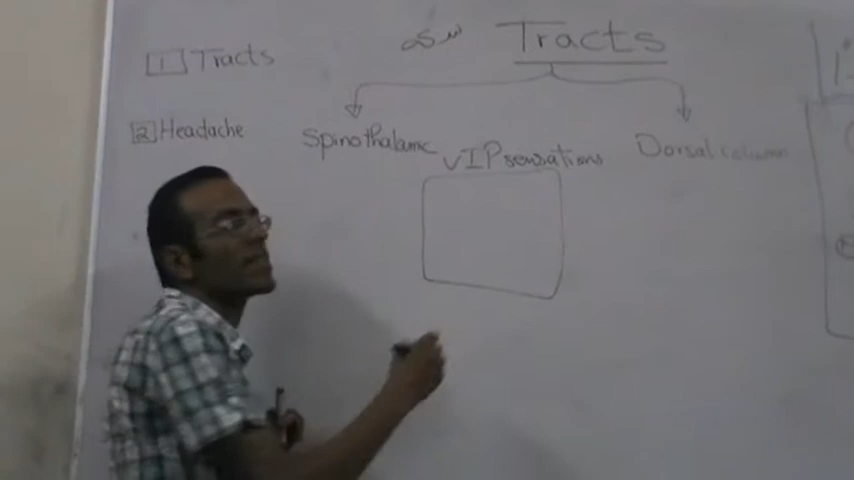 1 Tracts
2 Headache
Tracts
Spinothalamic
VIP sensations
Dorsal column